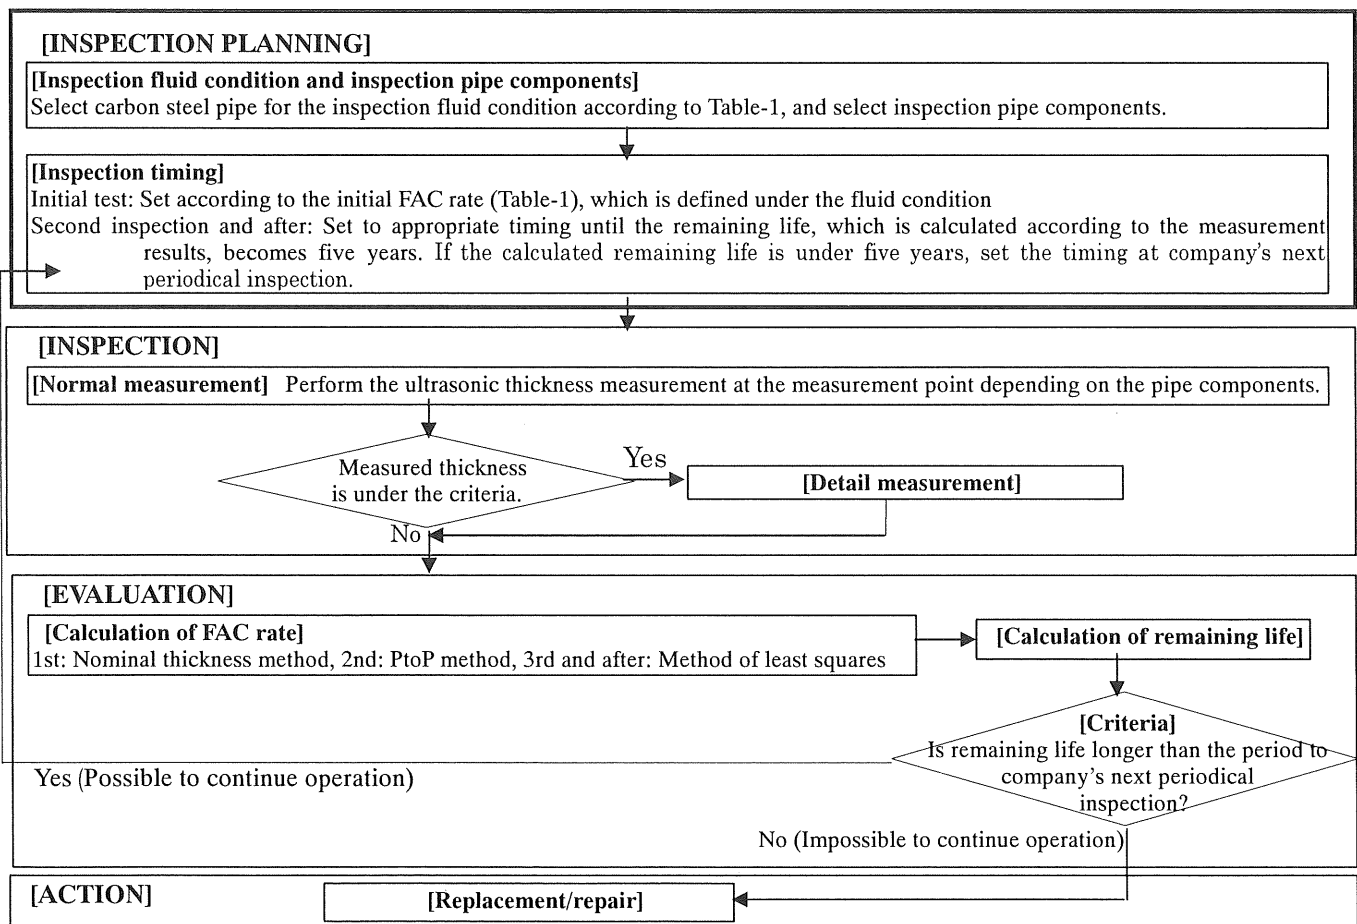 [INSPECTION PLANNING]
[Inspection fluid condition and inspection pipe components]
Select carbon steel pipe for the inspection fluid condition according to Table-1, and select inspection pipe components.
[Inspection timing]
Initial test: Set according to the initial FAC rate (Table-1), which is defined under the fluid condition
Second inspection and after: Set to appropriate timing until the remaining life, which is calculated according to the measurement
results, becomes five years. If the calculated remaining life is under five years, set the timing at company's next
periodical inspection.
[INSPECTION]
[Normal measurement] Perform the ultrasonic thickness measurement at the measurement point depending on the pipe components.
Measured thickness
is under the criteria.
Yes
[Detail measurement]
No
[EVALUATION]
[Calculation of FAC rate]
1st: Nominal thickness method, 2nd: PtoP method, 3rd and after: Method of least squares
[Calculation of remaining life]
[Criteria]
Is remaining life longer than the period to
company's next periodical
inspection?
Yes (Possible to continue operation)
No (Impossible to continue operation)
[ACTION]
[Replacement/repair]